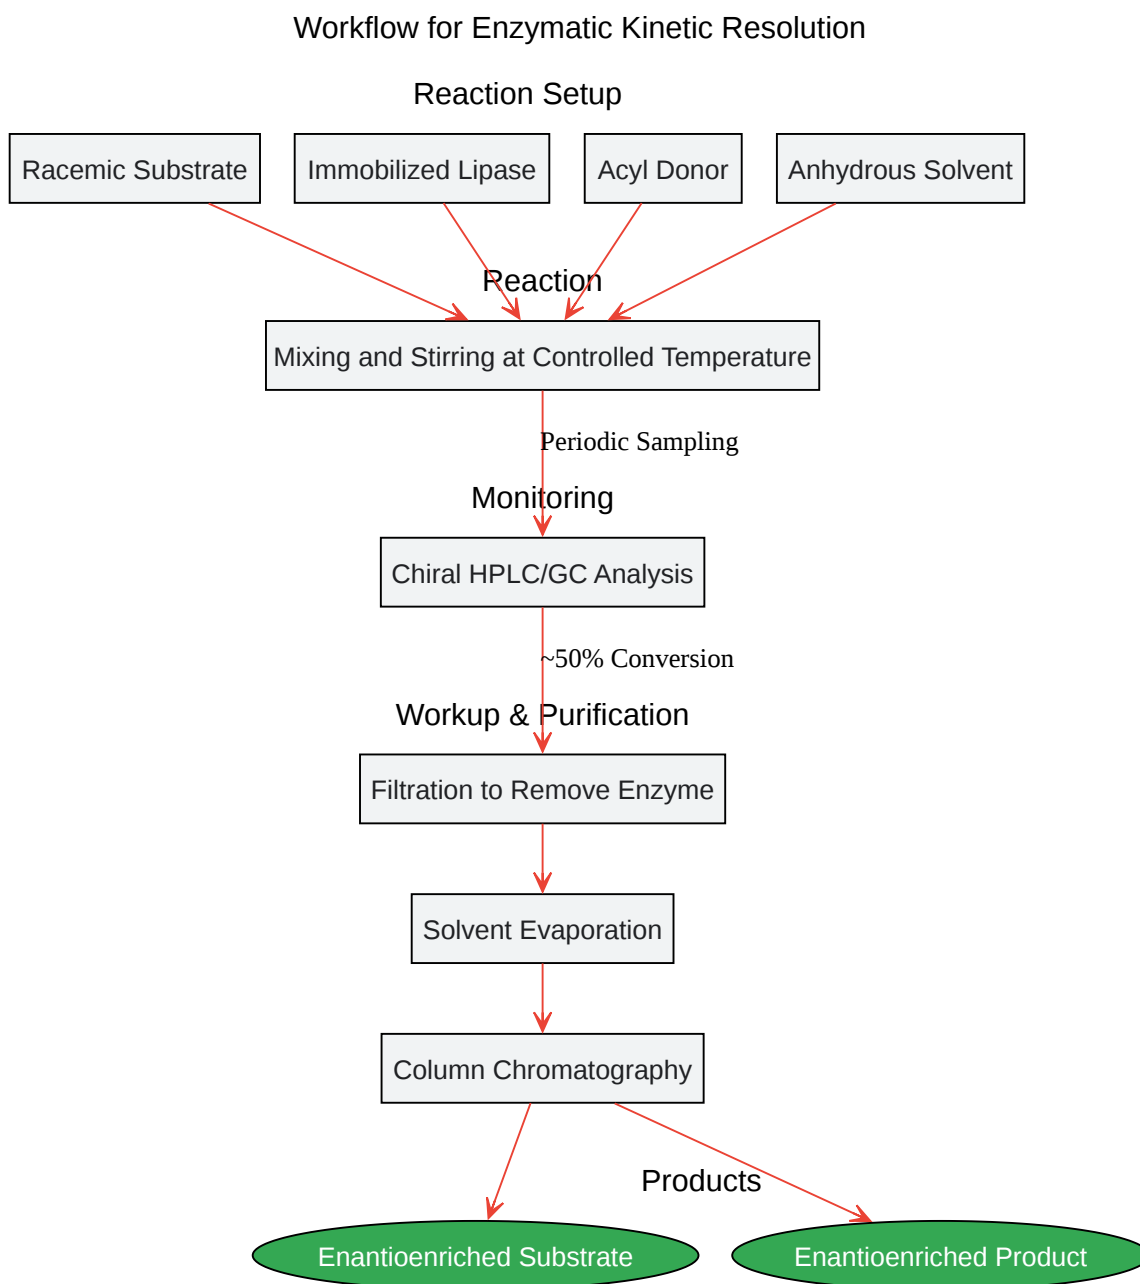 Workflow for Enzymatic Kinetic Resolution
Reaction Setup
Racemic Substrate
Immobilized Lipase
Acyl Donor
Anhydrous Solvent
Reaction
Mixing and Stirring at Controlled Temperature
Periodic Sampling
Monitoring
Chiral HPLC/GC Analysis
~50% Conversion
Workup & Purification
Filtration to Remove Enzyme
Solvent Evaporation
Column Chromatography
Products
Enantioenriched Substrate
Enantioenriched Product